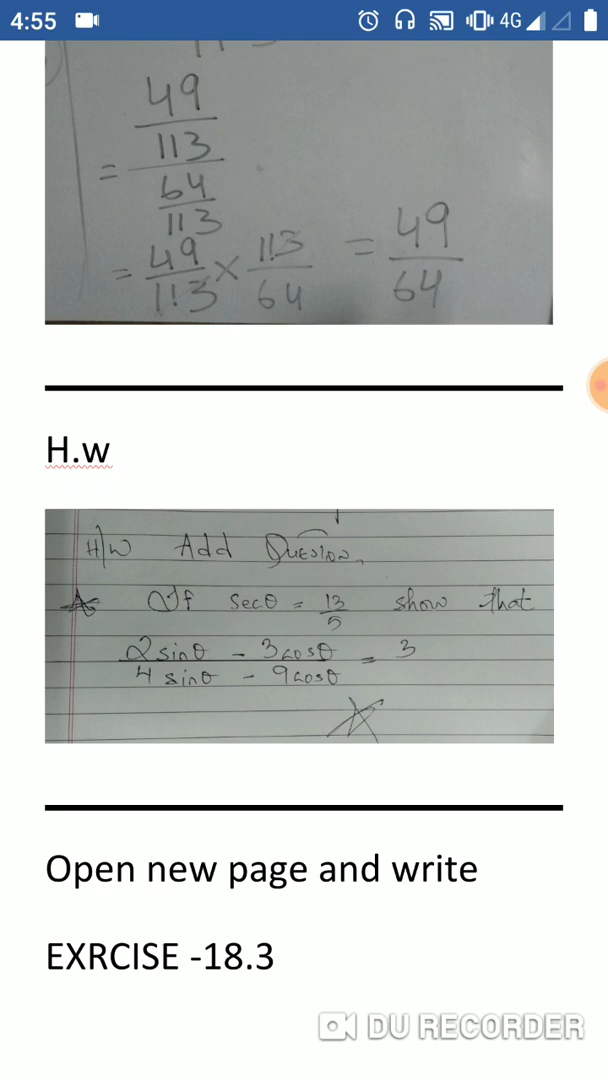 4:55
4G
49
113
=
64
113
= 49/113 × 113/64 = 49/64
H.w
H/W Add Question.
If secθ = 13/5 show that
2sinθ - 3cosθ
= 3
4sinθ - 9cosθ
Open new page and write
EXRCISE -18.3
DU RECORDER